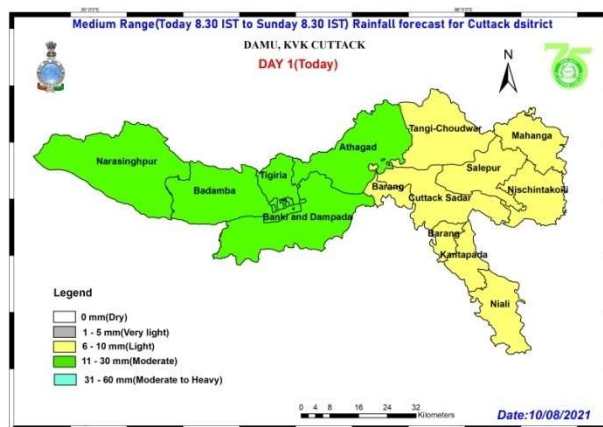 Medium Range(Today 8.30 IST to Sunday 8.30 IST) Rainfall forecast for Cuttack dsitrict
DAMU, KVK CUTTACK
DAY 1(Today)
N
75
Tangi-Choudwar
Mahanga
Athagad
Narasinghpur
Tigiria
Salepur
Badamba
Barang
Nischintakoili
Cuttack Sadar
Banki and Dampada
Barang
Kantapada
Niali
Legend
0 mm(Dry)
1 - 5 mm(Very light)
6 - 10 mm(Light)
11 - 30 mm(Moderate)
31 - 60 mm(Moderate to Heavy)
0 4 8 16 24 32
Kilometers
Date:10/08/2021